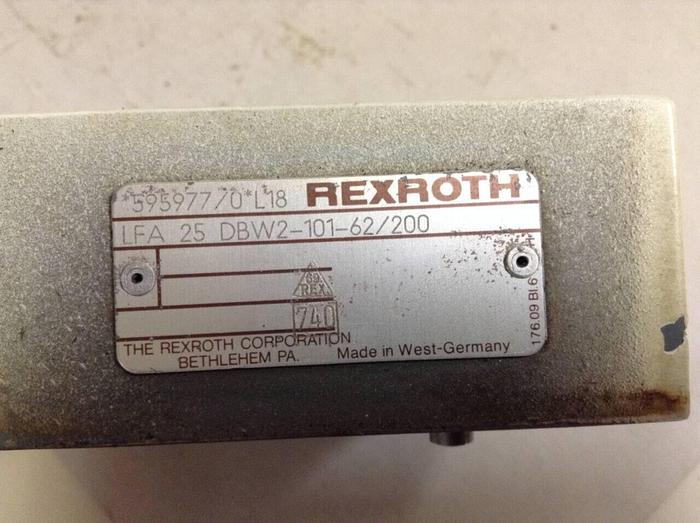 *595977/0*L18 REXROTH
LFA 25 DBW2-101-62/200
69
REX
740
THE REXROTH CORPORATION
BETHLEHEM PA.
Made in West-Germany
176.09 Bl.6